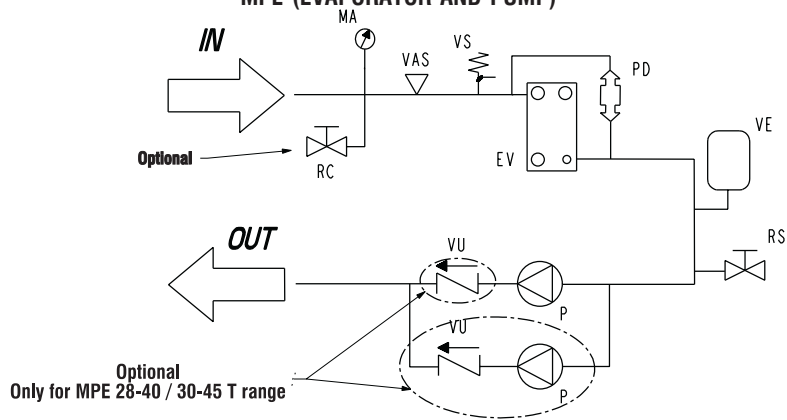 MPE (EVAPORATOR AND PUMP)
MA
IN
VAS
VS
PD
VE
Optional
RC
EV
OUT
VU
RS
P
VU
P
Optional
Only for MPE 28-40 / 30-45 T range